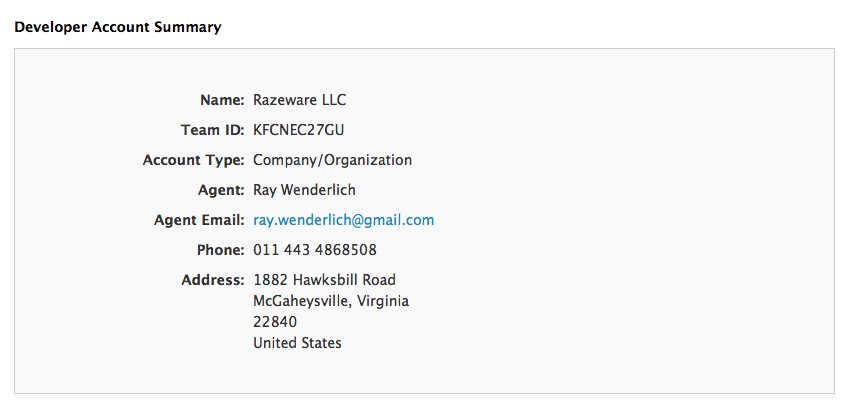 Developer Account Summary
Name: Razeware LLC
Team ID: KFCNEC27GU
Account Type: Company/Organization
Agent: Ray Wenderlich
Agent Email: ray.wenderlich@gmail.com
Phone: 011 443 4868508
Address: 1882 Hawksbill Road
McGaheysville, Virginia
22840
United States